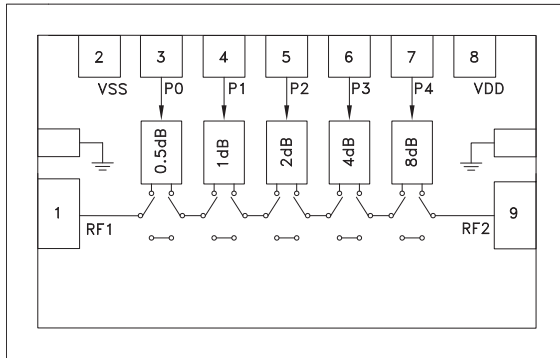 2 3 4 5 6 7 8
VSS P0 P1 P2 P3 P4 VDD
0.5dB 1dB 2dB 4dB 8dB
1 9
RF1 RF2